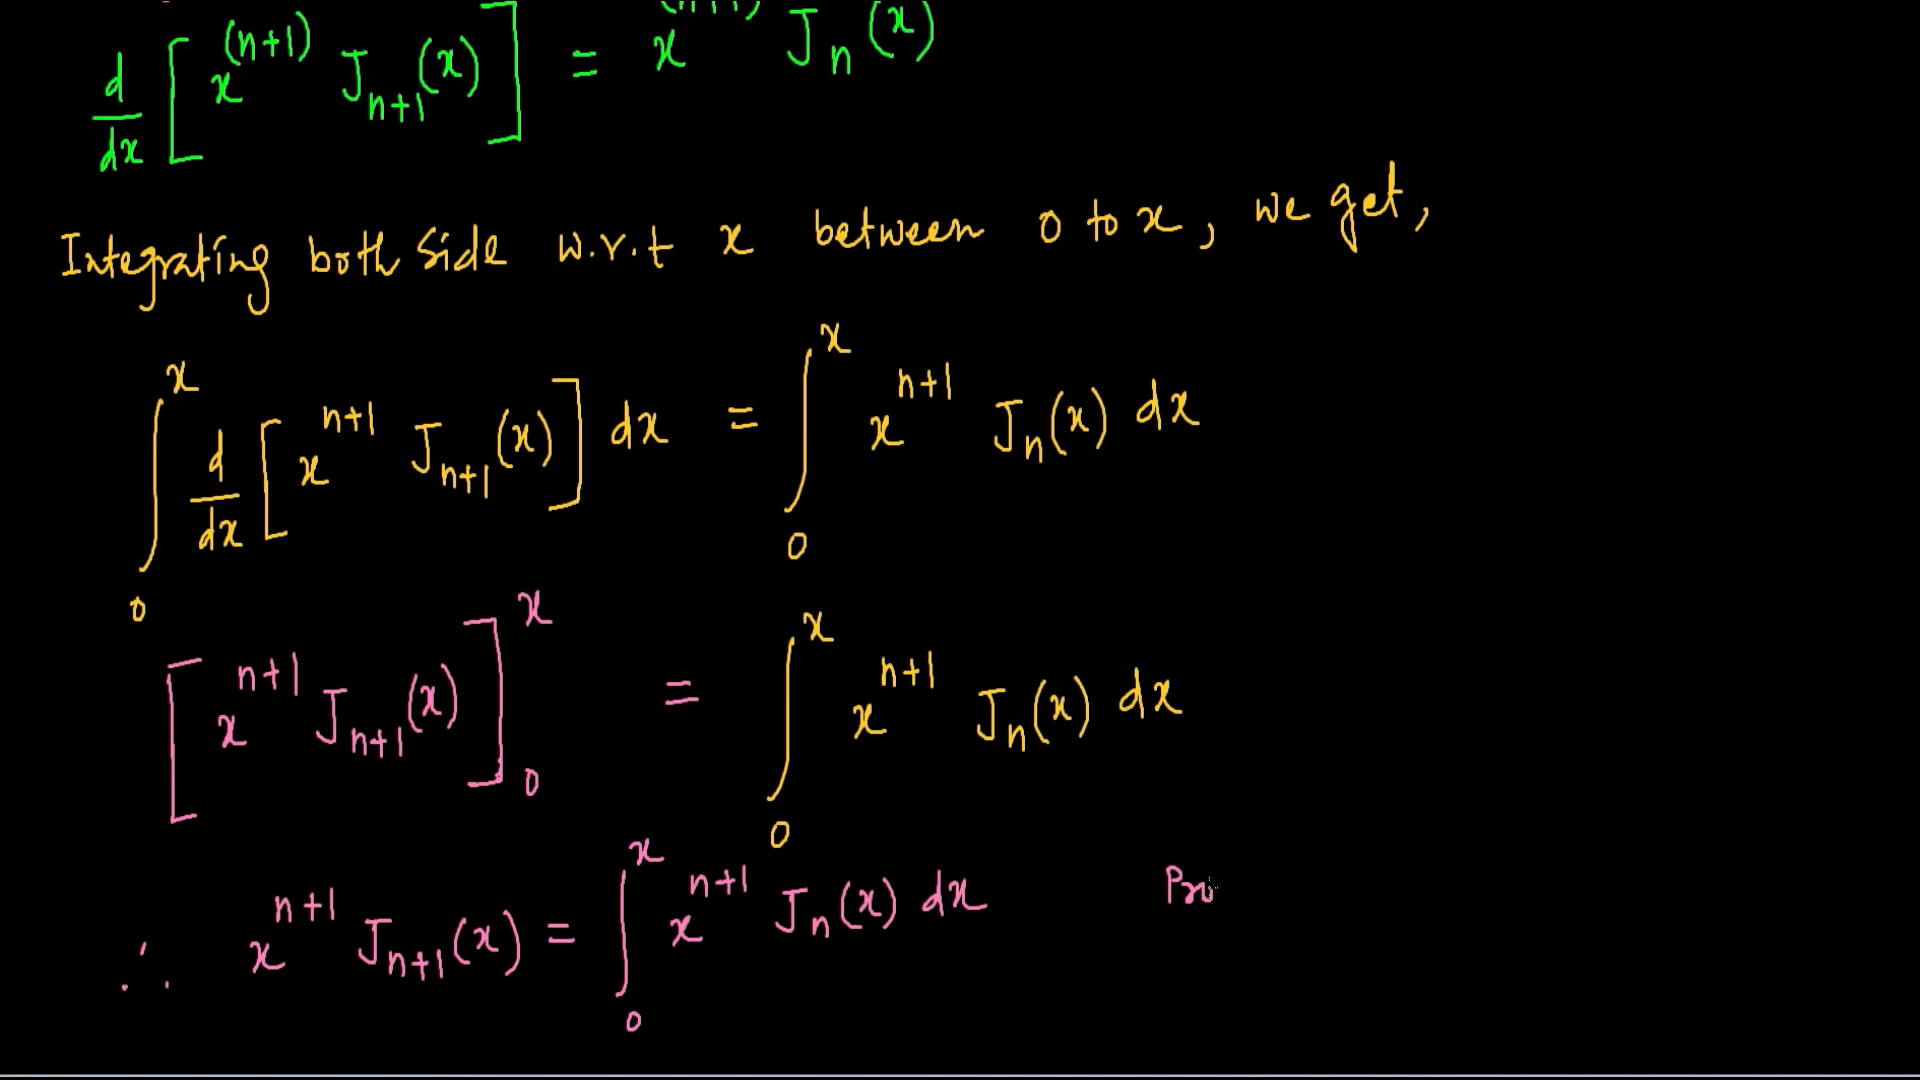 d/dx [x^(n+1) J_{n+1}(x)] = x^(n+1) J_n(x)
Integrating both side w.r.t x between 0 to x, we get,
∫_0^x d/dx [x^{n+1} J_{n+1}(x)] dx = ∫_0^x x^{n+1} J_n(x) dx
[x^{n+1} J_{n+1}(x)]_0^x = ∫_0^x x^{n+1} J_n(x) dx
∴ x^{n+1} J_{n+1}(x) = ∫_0^x x^{n+1} J_n(x) dx Pro